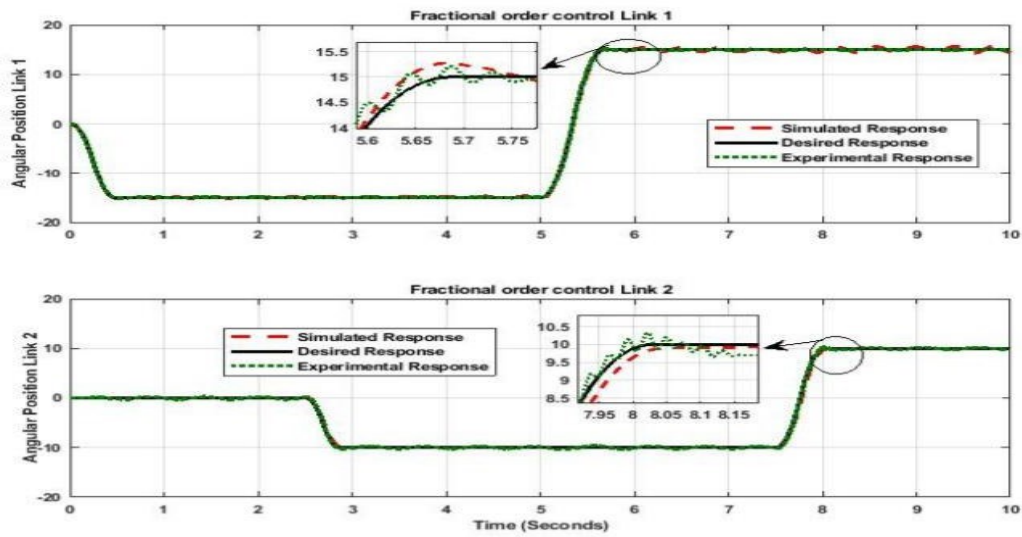 Fractional order control Link 1
Angular Position Link 1
20
10
0
-10
-20
15.5
15
14.5
14
5.6 5.65 5.7 5.75
Simulated Response
Desired Response
Experimental Response
0 1 2 3 4 5 6 7 8 9 10
Fractional order control Link 2
Angular Position Link 2
20
10
0
-10
-20
Simulated Response
Desired Response
Experimental Response
10.5
10
9.5
9
8.5
7.95 8 8.05 8.1 8.15
0 1 2 3 4 5 6 7 8 9 10
Time (Seconds)